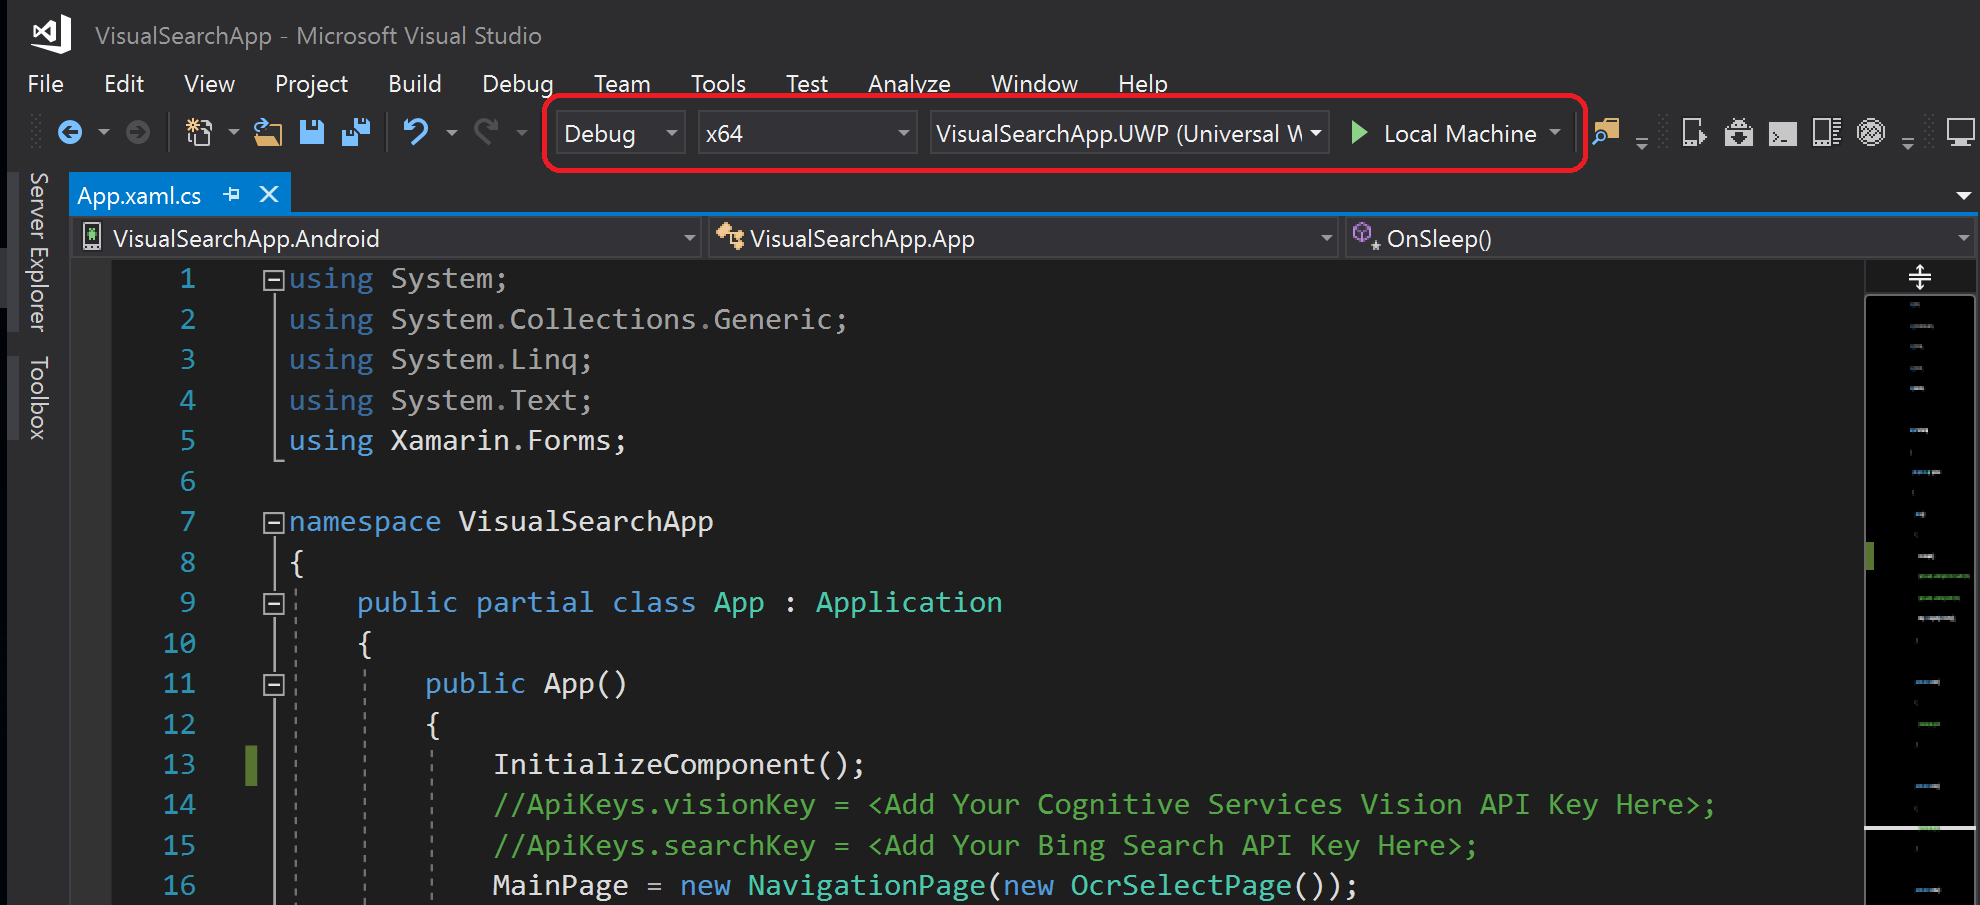 VisualSearchApp - Microsoft Visual Studio
File Edit View Project Build Debug Team Tools Test Analyze Window Help
Debug x64 VisualSearchApp.UWP (Universal W Local Machine
Server Explorer
Toolbox
App.xaml.cs
VisualSearchApp.Android VisualSearchApp.App OnSleep()
1 using System;
2 using System.Collections.Generic;
3 using System.Linq;
4 using System.Text;
5 using Xamarin.Forms;
6
7 namespace VisualSearchApp
8 {
9 public partial class App : Application
10 {
11 public App()
12 {
13 InitializeComponent();
14 //ApiKeys.visionKey = <Add Your Cognitive Services Vision API Key Here>;
15 //ApiKeys.searchKey = <Add Your Bing Search API Key Here>;
16 MainPage = new NavigationPage(new OcrSelectPage());